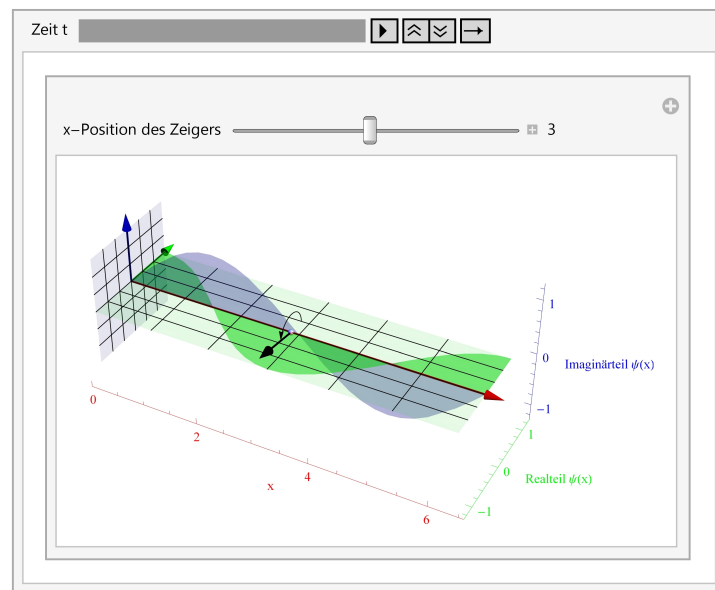 Zeit t
x–Position des Zeigers 3
1
0
Imaginärteil ψ(x)
−1
1
0
Realteil ψ(x)
−1
0
2
x
4
6